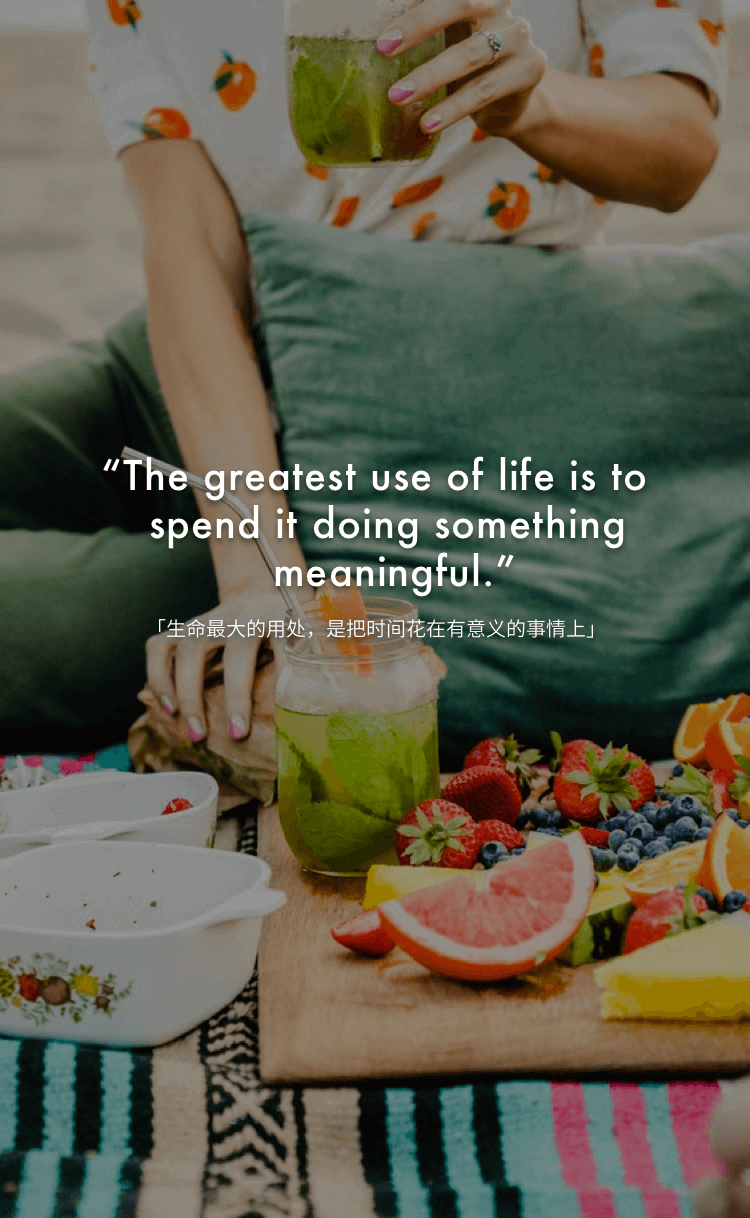 “The greatest use of life is to
spend it doing something
meaningful.”
「生命最大的用处，是把时间花在有意义的事情上」